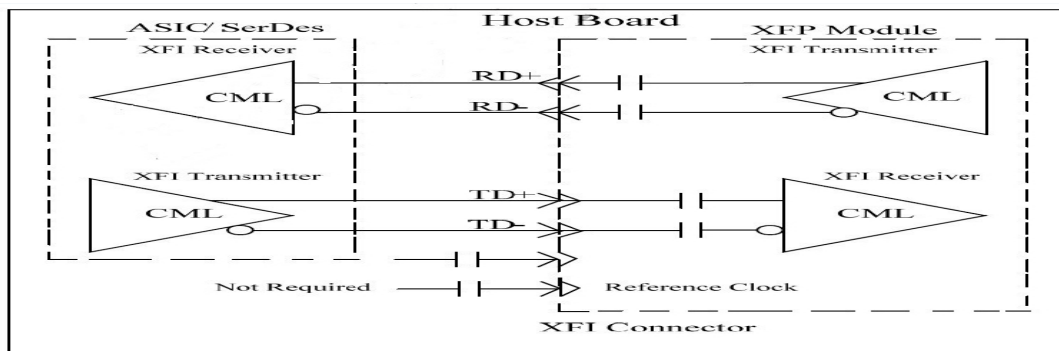 Host Board
ASIC/ SerDes
XFP Module
XFI Receiver
XFI Transmitter
RD+
CML
CML
RD-
XFI Transmitter
XFI Receiver
TD+
CML
CML
TD-
Not Required
Reference Clock
XFI Connector